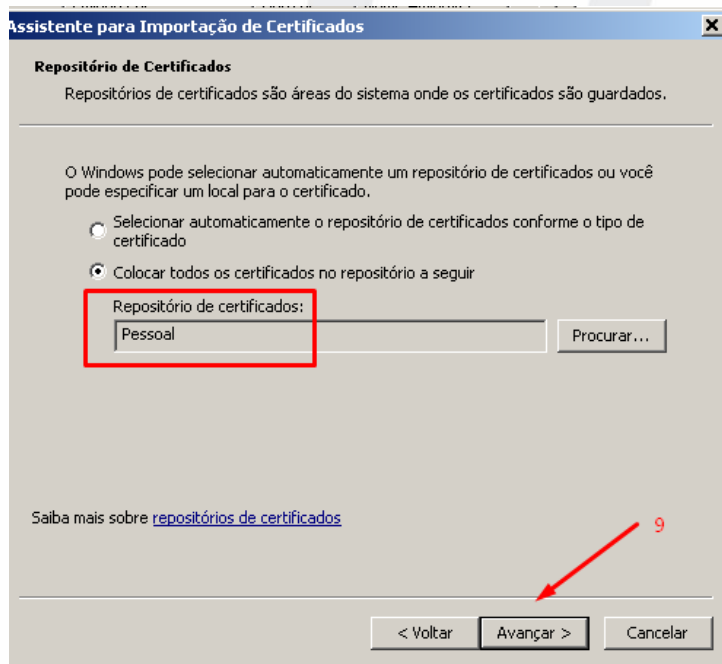 Assistente para Importação de Certificados
Repositório de Certificados
Repositórios de certificados são áreas do sistema onde os certificados são guardados.
O Windows pode selecionar automaticamente um repositório de certificados ou você
pode especificar um local para o certificado.
Selecionar automaticamente o repositório de certificados conforme o tipo de
certificado
Colocar todos os certificados no repositório a seguir
Repositório de certificados:
Pessoal
Procurar...
Saiba mais sobre repositórios de certificados
9
< Voltar
Avançar >
Cancelar